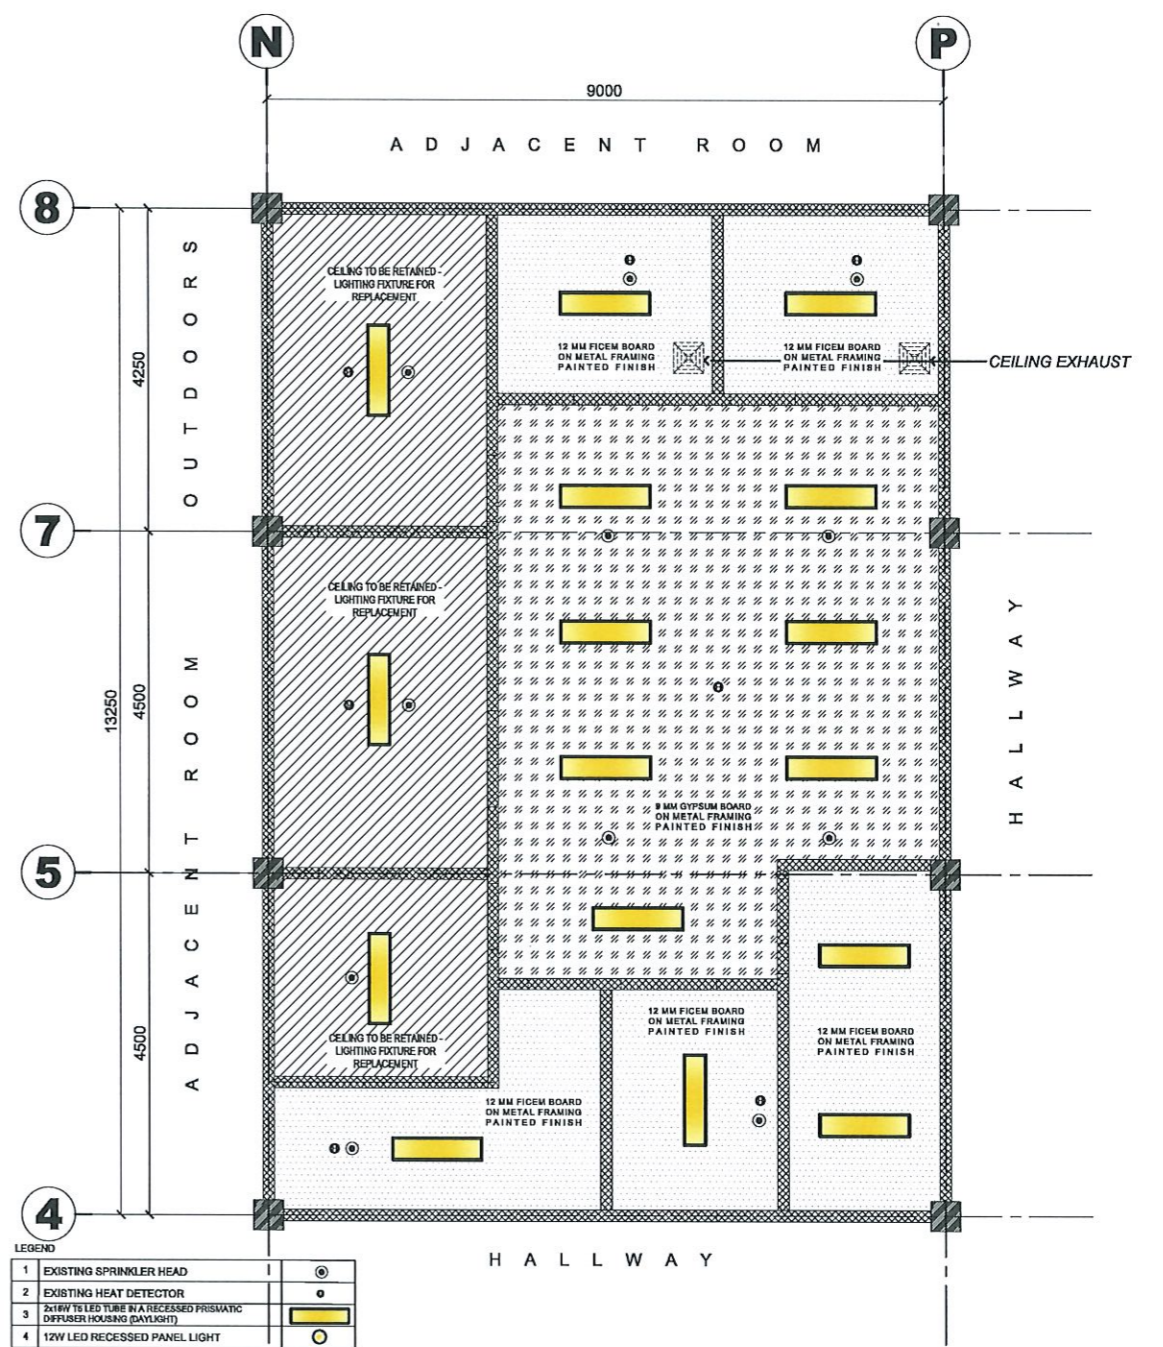 N
P
9000
ADJACENT ROOM
8
OUTDOORS
4250
CEILING TO BE RETAINED -
LIGHTING FIXTURE FOR
REPLACEMENT
12 MM FICEM BOARD
ON METAL FRAMING
PAINTED FINISH
12 MM FICEM BOARD
ON METAL FRAMING
PAINTED FINISH
CEILING EXHAUST
7
CEILING TO BE RETAINED -
LIGHTING FIXTURE FOR
REPLACEMENT
13250
4500
ADJACENT ROOM
HALLWAY
9 MM GYPSUM BOARD
ON METAL FRAMING
PAINTED FINISH
5
4500
CEILING TO BE RETAINED -
LIGHTING FIXTURE FOR
REPLACEMENT
12 MM FICEM BOARD
ON METAL FRAMING
PAINTED FINISH
12 MM FICEM BOARD
ON METAL FRAMING
PAINTED FINISH
12 MM FICEM BOARD
ON METAL FRAMING
PAINTED FINISH
4
HALLWAY
LEGEND
1 EXISTING SPRINKLER HEAD
2 EXISTING HEAT DETECTOR
3 LED TUBE IN A RECESSED PRISMATIC
DIFFUSER HOUSING (DAYLIGHT)
4 12W LED RECESSED PANEL LIGHT